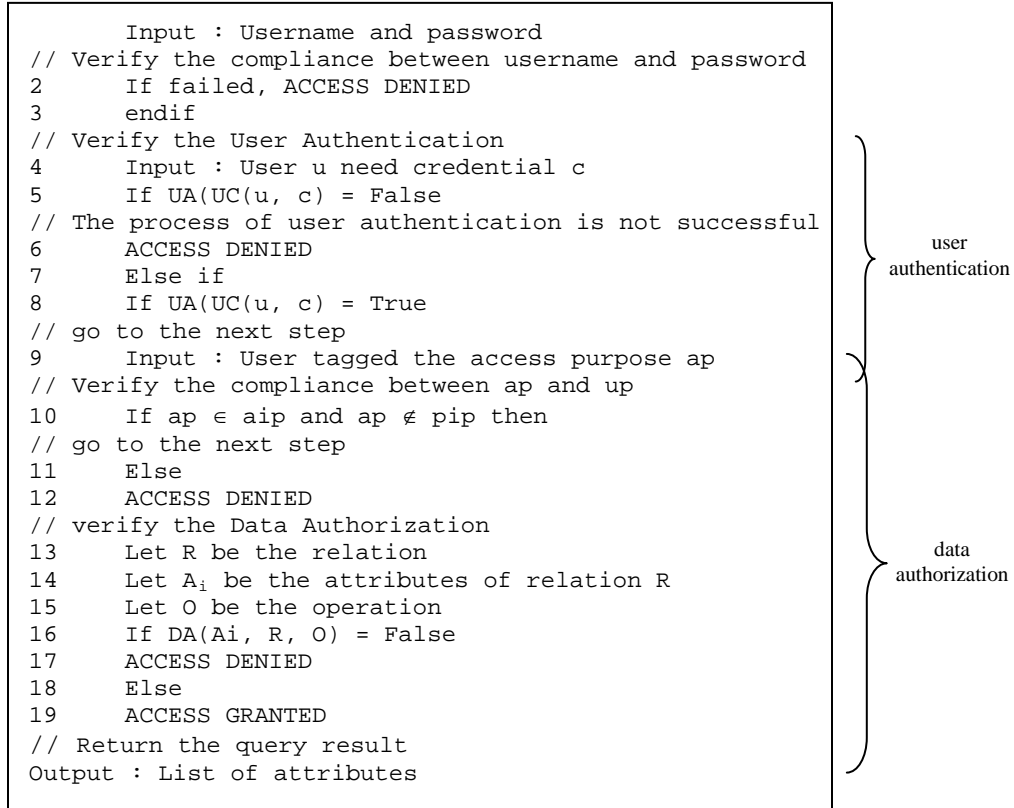 Input : Username and password
// Verify the compliance between username and password
2 If failed, ACCESS DENIED
3 endif
// Verify the User Authentication
4 Input : User u need credential c
5 If UA(UC(u, c) = False
// The process of user authentication is not successful
6 ACCESS DENIED
7 Else if
8 If UA(UC(u, c) = True
// go to the next step
9 Input : User tagged the access purpose ap
// Verify the compliance between ap and up
10 If ap ∈ aip and ap ∉ pip then
// go to the next step
11 Else
12 ACCESS DENIED
// verify the Data Authorization
13 Let R be the relation
14 Let Ai be the attributes of relation R
15 Let O be the operation
16 If DA(Ai, R, O) = False
17 ACCESS DENIED
18 Else
19 ACCESS GRANTED
// Return the query result
Output : List of attributes
user
authentication
data
authorization